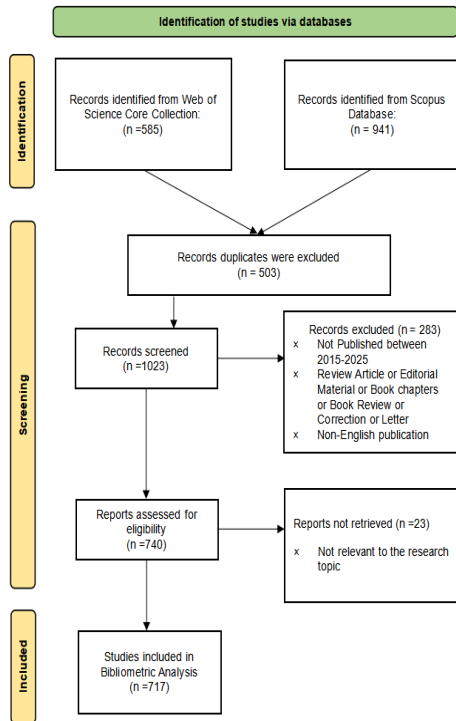 Identification of studies via databases
Identification
Records identified from Web of
Science Core Collection:
(n =585)
Records identified from Scopus
Database:
(n = 941)
Screening
Records duplicates were excluded
(n = 503)
Records screened
(n =1023)
Records excluded (n = 283)
x Not Published between
2015-2025
x Review Article or Editorial
Material or Book chapters
or Book Review or
Correction or Letter
x Non-English publication
Reports assessed for
eligibility
(n =740)
Reports not retrieved (n =23)
x Not relevant to the research
topic
Included
Studies included in
Bibliometric Analysis
(n =717)